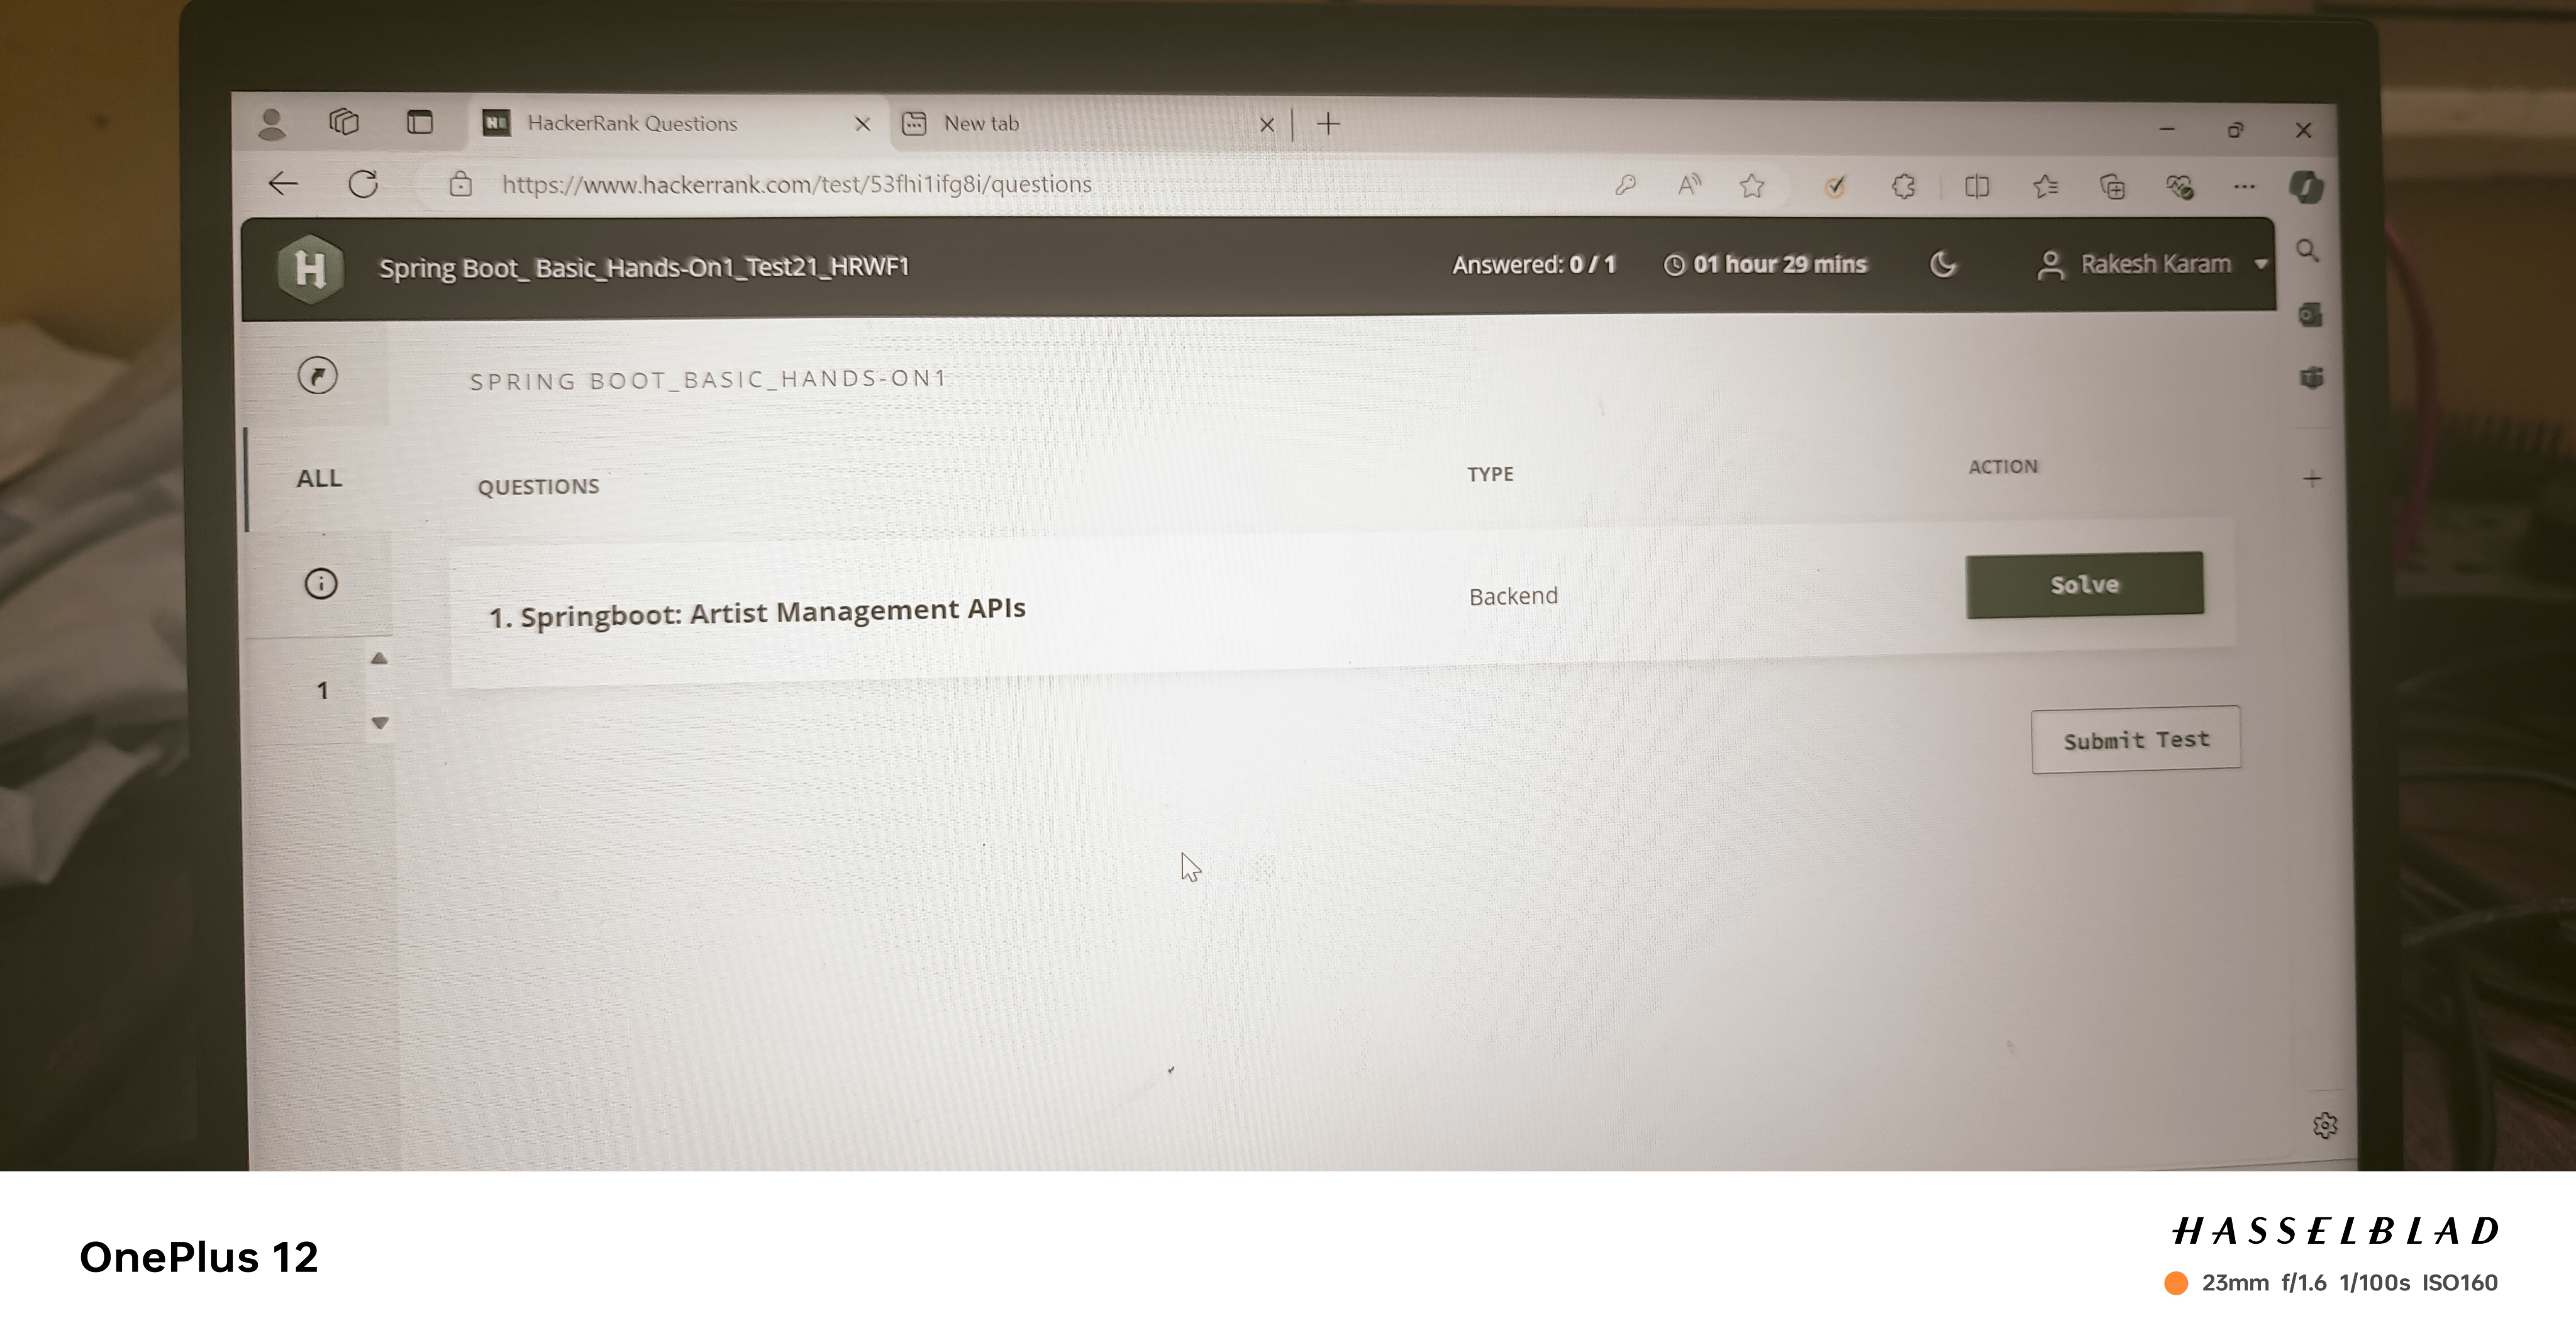 HackerRank Questions
New tab
https://www.hackerrank.com/test/53fhi1ifg8i/questions
Spring Boot_ Basic_Hands-On1_Test21_HRWF1
Answered: 0 / 1
01 hour 29 mins
Rakesh Karam
SPRING BOOT_BASIC_HANDS-ON1
ALL
QUESTIONS
TYPE
ACTION
1. Springboot: Artist Management APIs
Backend
Solve
1
Submit Test
OnePlus 12
HASSELBLAD
23mm f/1.6 1/100s ISO160